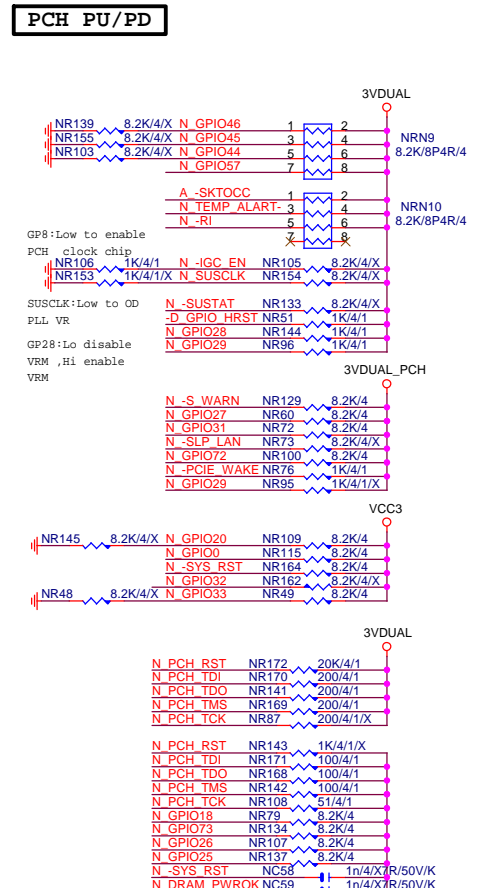 PCH PU/PD
3VDUAL
NR139 8.2K/4/X N_GPIO46 1 2
NR155 8.2K/4/X N_GPIO45 3 4 NRN9
NR103 8.2K/4/X N_GPIO44 5 6 8.2K/8P4R/4
N_GPIO57 7 8
A_-SKTOCC 1 2
N_TEMP_ALART- 3 4 NRN10
N_-RI 5 6 8.2K/8P4R/4
7 8
GP8:Low to enable
PCH clock chip
NR106 1K/4/1 N_-IGC_EN NR105 8.2K/4/X
NR153 1K/4/1/X N_SUSCLK NR154 8.2K/4/X
SUSCLK:Low to OD
PLL VR
GP28:Lo disable
VRM ,Hi enable
VRM
N_-SUSTAT NR133 8.2K/4/X
-D_GPIO_HRST NR51 1K/4/1
N_GPIO28 NR144 1K/4/1
N_GPIO29 NR96 1K/4/1
3VDUAL_PCH
N_-S_WARN NR129 8.2K/4
N_GPIO27 NR60 8.2K/4
N_GPIO31 NR72 8.2K/4
N_-SLP_LAN NR73 8.2K/4/X
N_GPIO72 NR100 8.2K/4
N_-PCIE_WAKE NR76 1K/4/1
N_GPIO29 NR95 1K/4/1/X
VCC3
NR145 8.2K/4/X N_GPIO20 NR109 8.2K/4
N_GPIO0 NR115 8.2K/4
N_-SYS_RST NR164 8.2K/4
N_GPIO32 NR162 8.2K/4/X
NR48 8.2K/4/X N_GPIO33 NR49 8.2K/4
3VDUAL
N_PCH_RST NR172 20K/4/1
N_PCH_TDI NR170 200/4/1
N_PCH_TDO NR141 200/4/1
N_PCH_TMS NR169 200/4/1
N_PCH_TCK NR87 200/4/1/X
N_PCH_RST NR143 1K/4/1/X
N_PCH_TDI NR171 100/4/1
N_PCH_TDO NR168 100/4/1
N_PCH_TMS NR142 100/4/1
N_PCH_TCK NR108 51/4/1
N_GPIO18 NR79 8.2K/4
N_GPIO73 NR134 8.2K/4
N_GPIO26 NR107 8.2K/4
N_GPIO25 NR137 8.2K/4
N_-SYS_RST NC58 1n/4/X7R/50V/K
N_DRAM_PWROK NC59 1n/4/X7R/50V/K